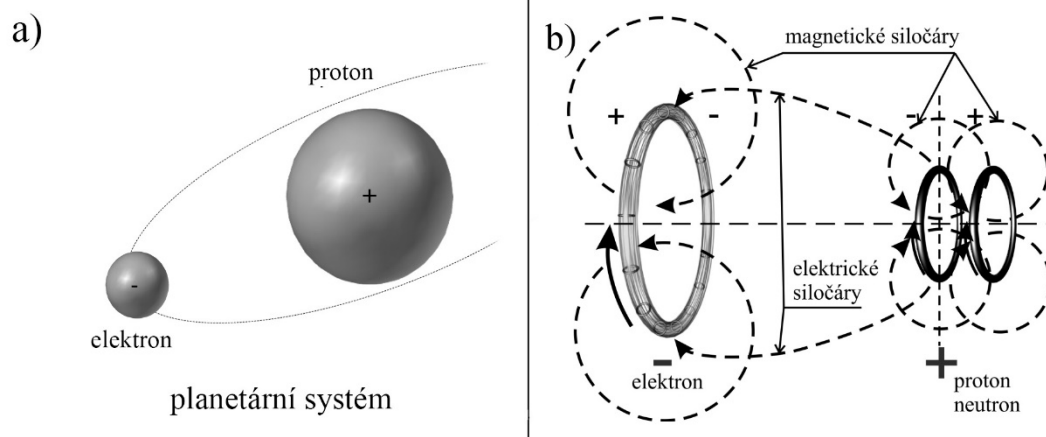 a)
proton
+
-
elektron
planetární systém
b)
magnetické siločáry
+
-
-
+
elektrické
siločáry
-
elektron
+
proton
neutron